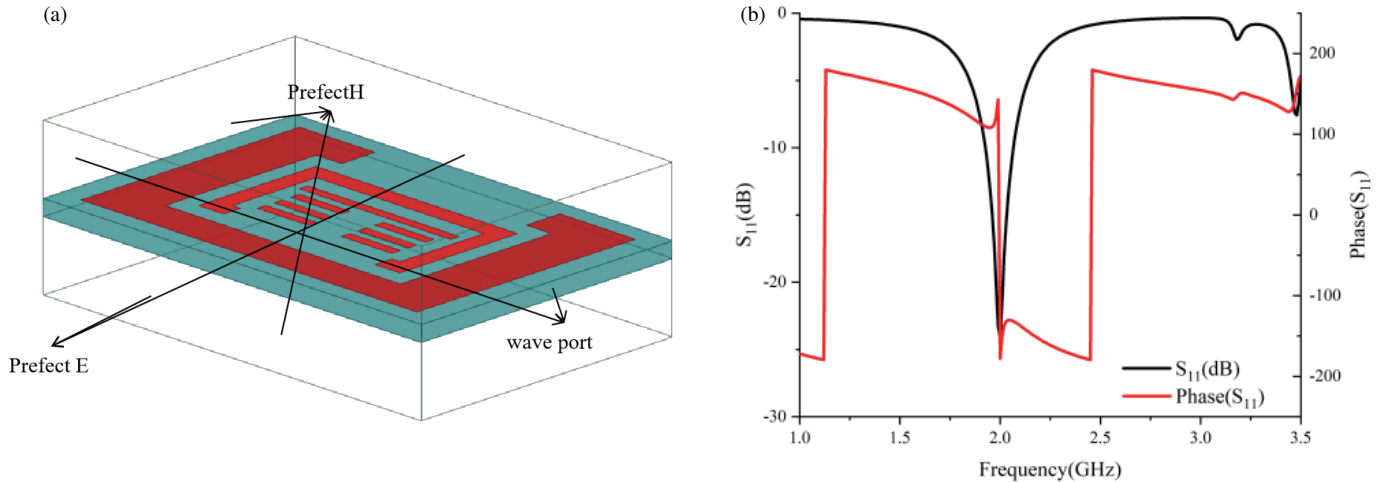 (a)
PrefectH
Prefect E
wave port
(b)
0
-10
-20
-30
S11(dB)
200
100
0
-100
-200
Phase(S11)
S11(dB)
Phase(S11)
1.0 1.5 2.0 2.5 3.0 3.5
Frequency(GHz)